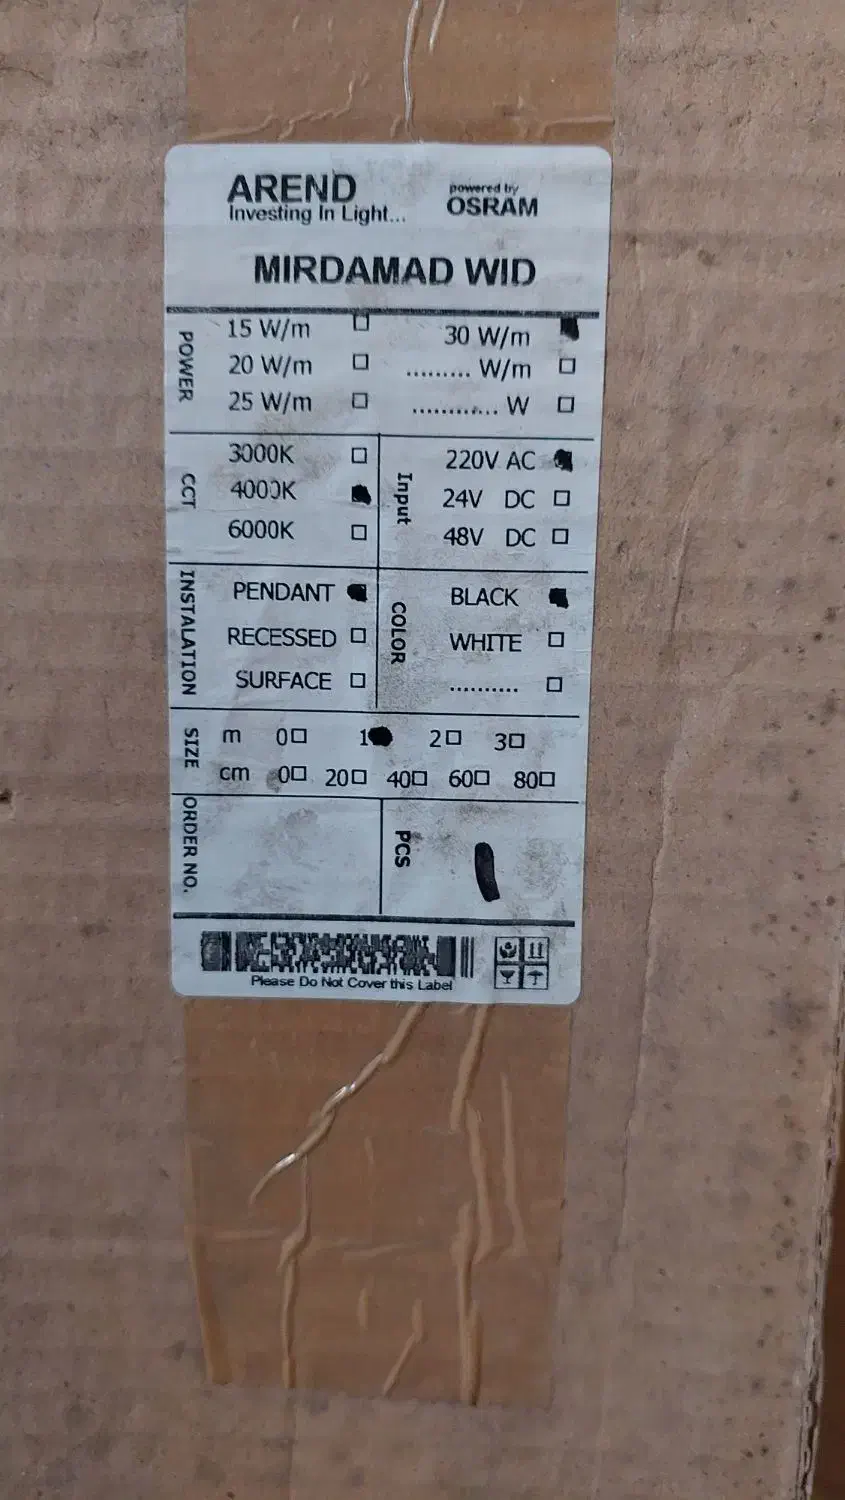 AREND
Investing In Light...
powered by
OSRAM
MIRDAMAD WID
POWER
15 W/m □ 30 W/m ■
20 W/m □ ......... W/m □
25 W/m □ ............ W □
CCT
3000K □
4000K ■
6000K □
Input
220V AC ■
24V DC □
48V DC □
INSTALATION
PENDANT ■
RECESSED □
SURFACE □
COLOR
BLACK ■
WHITE □
.......... □
SIZE
m 0□ 1■ 2□ 3□
cm 0□ 20□ 40□ 60□ 80□
ORDER NO.
PCS
1
Please Do Not Cover this Label